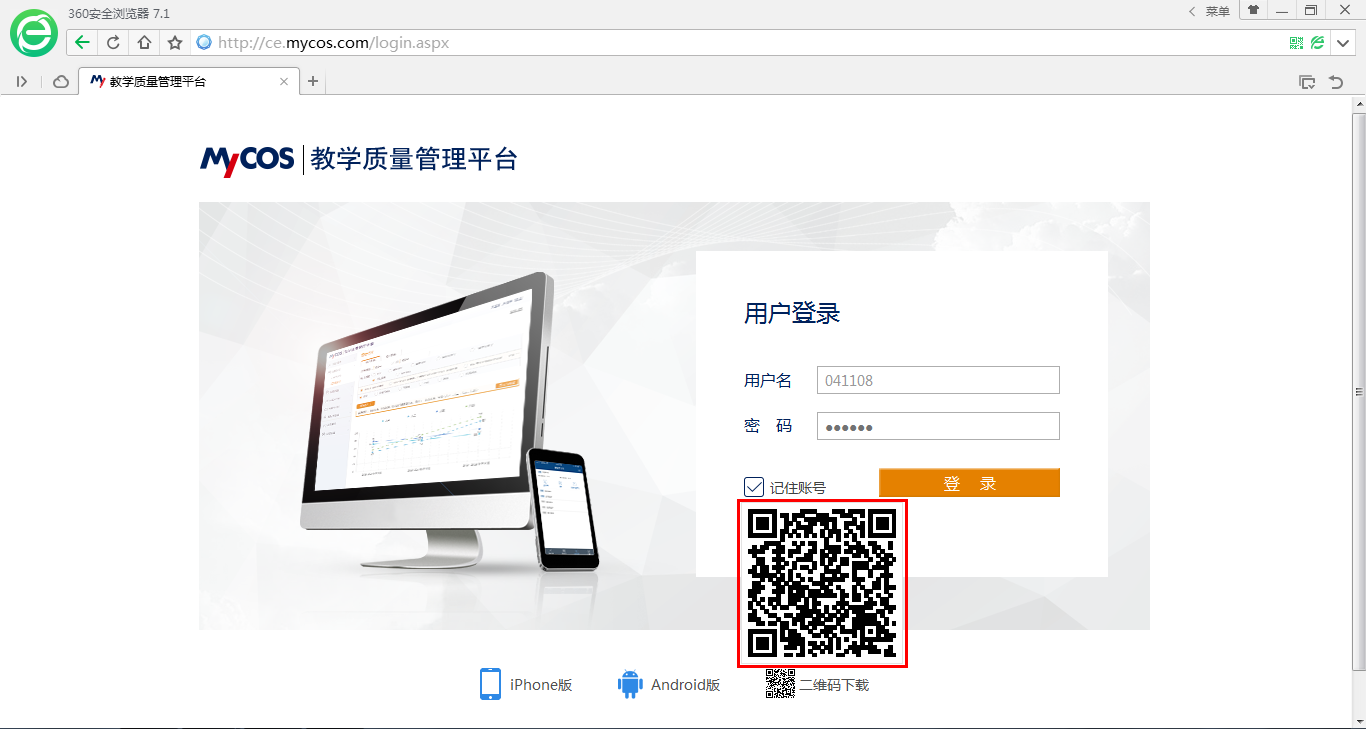 360安全浏览器 7.1
菜单
http://ce.mycos.com/login.aspx
My 教学质量管理平台
MyCOS 教学质量管理平台
用户登录
用户名 041108
密 码 ●●●●●●
记住账号 登 录
iPhone版 Android版 二维码下载